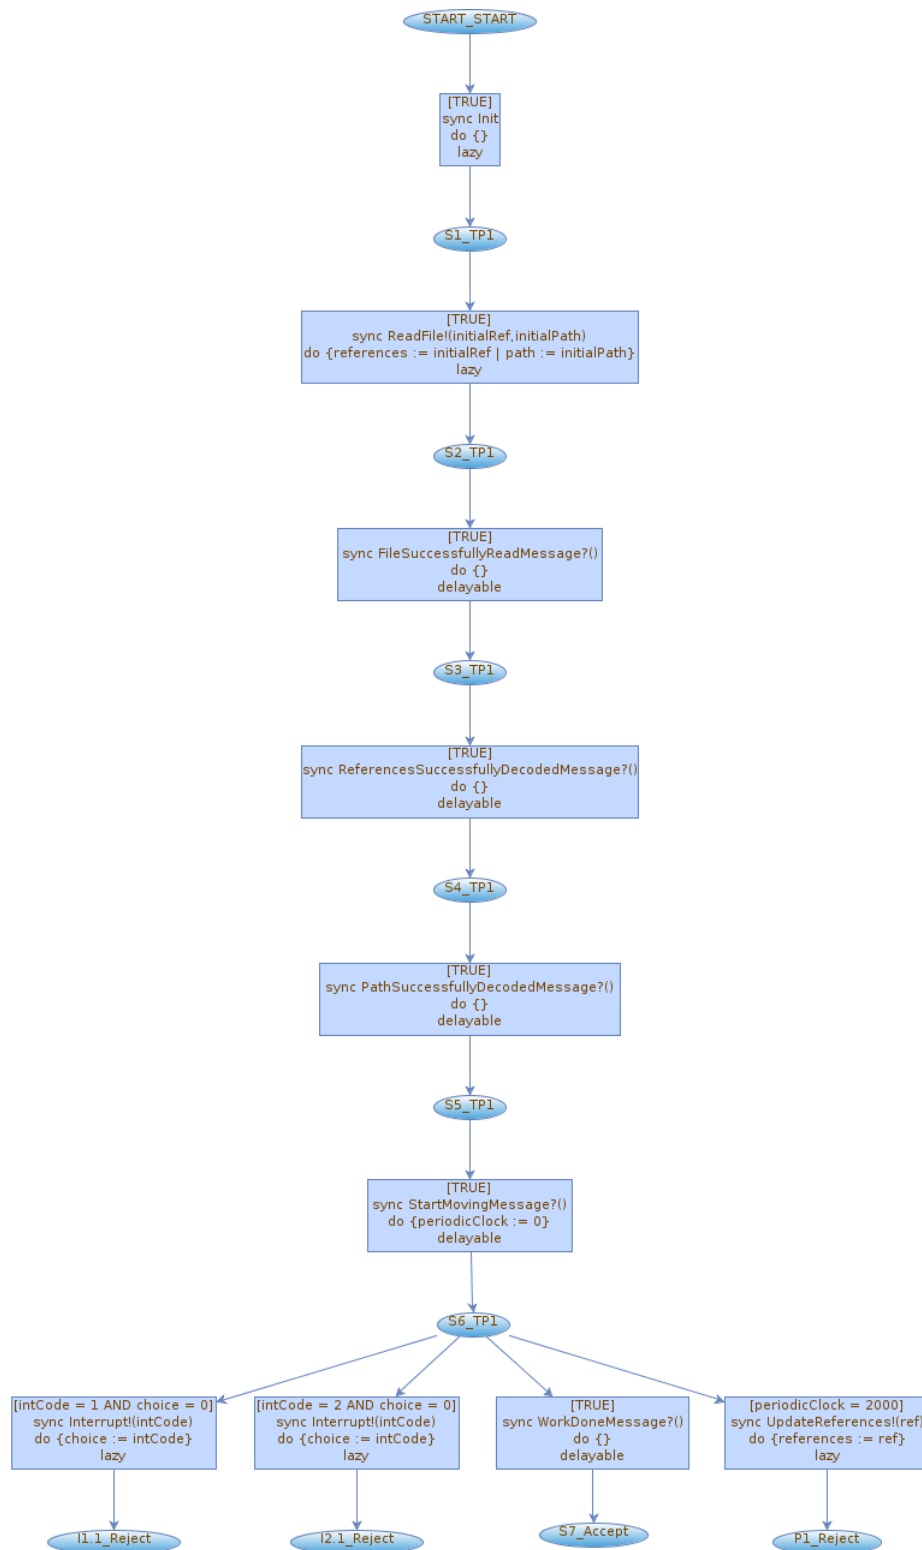 START_START
[TRUE]
sync Init
do {}
lazy
S1_TP1
[TRUE]
sync ReadFile!(initialRef,initialPath)
do {references := initialRef | path := initialPath}
lazy
S2_TP1
[TRUE]
sync FileSuccessfullyReadMessage?()
do {}
delayable
S3_TP1
[TRUE]
sync ReferencesSuccessfullyDecodedMessage?()
do {}
delayable
S4_TP1
[TRUE]
sync PathSuccessfullyDecodedMessage?()
do {}
delayable
S5_TP1
[TRUE]
sync StartMovingMessage?()
do {periodicClock := 0}
delayable
S6_TP1
[intCode = 1 AND choice = 0]
sync Interrupt!(intCode)
do {choice := intCode}
lazy
[intCode = 2 AND choice = 0]
sync Interrupt!(intCode)
do {choice := intCode}
lazy
[TRUE]
sync WorkDoneMessage?()
do {}
delayable
[periodicClock = 2000]
sync UpdateReferences!(ref)
do {references := ref}
lazy
I1.1_Reject
I2.1_Reject
S7_Accept
P1_Reject